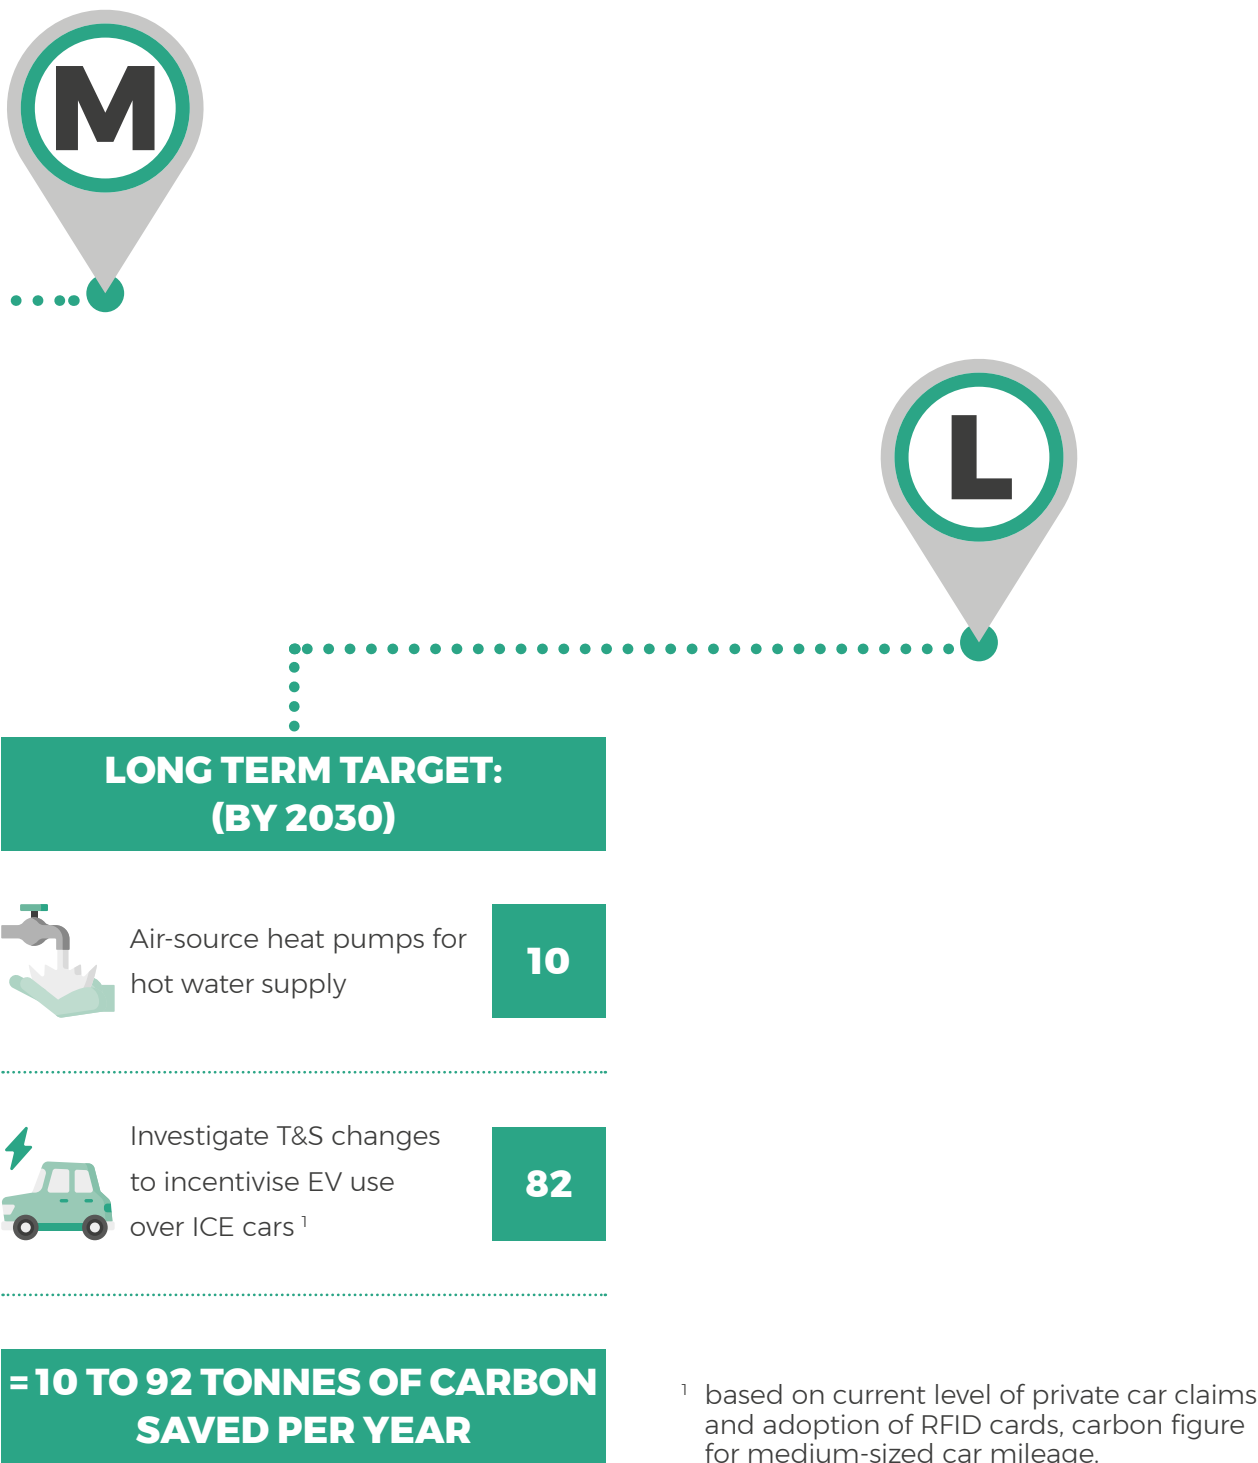 M
L
LONG TERM TARGET:
(BY 2030)
Air-source heat pumps for
hot water supply
10
Investigate T&S changes
to incentivise EV use
over ICE cars ¹
82
= 10 TO 92 TONNES OF CARBON
SAVED PER YEAR
¹ based on current level of private car claims
and adoption of RFID cards, carbon figure
for medium-sized car mileage.